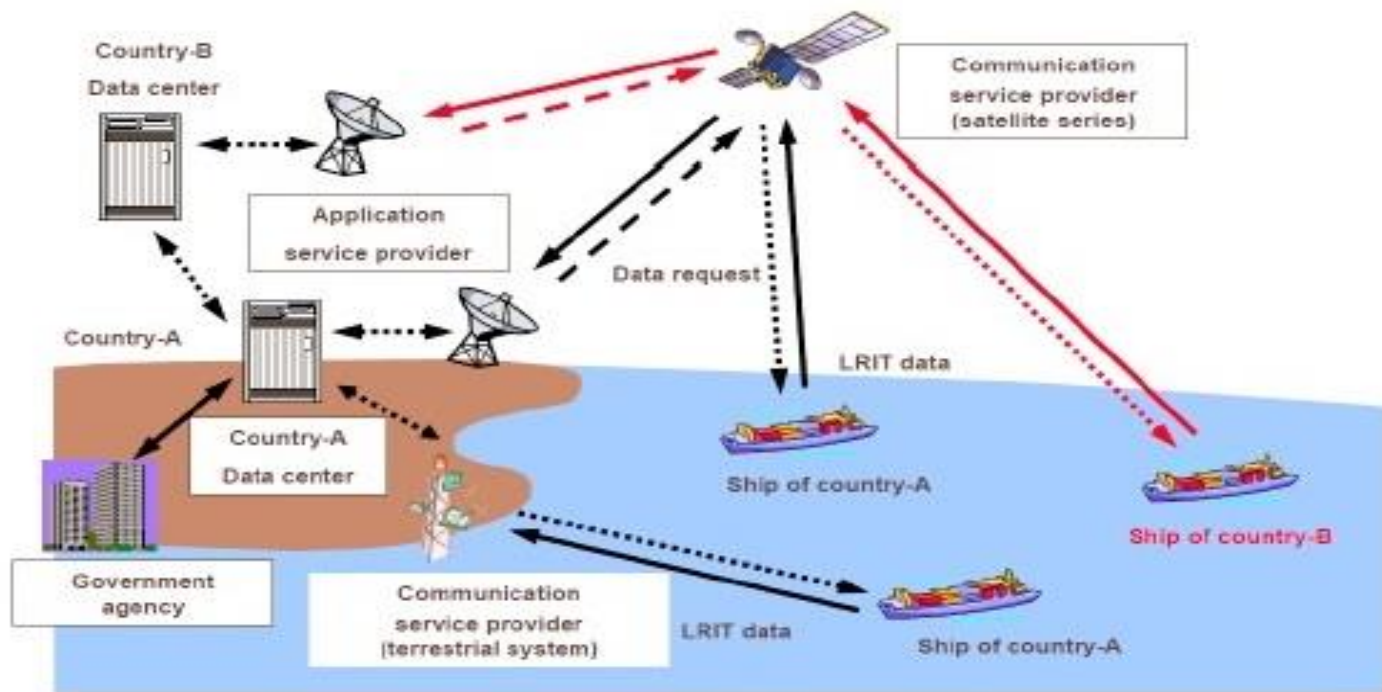 Country-B
Data center
Communication
service provider
(satellite series)
Application
service provider
Data request
Country-A
LRIT data
Country-A
Data center
Ship of country-A
Ship of country-B
Government
agency
Communication
service provider
(terrestrial system)
LRIT data
Ship of country-A